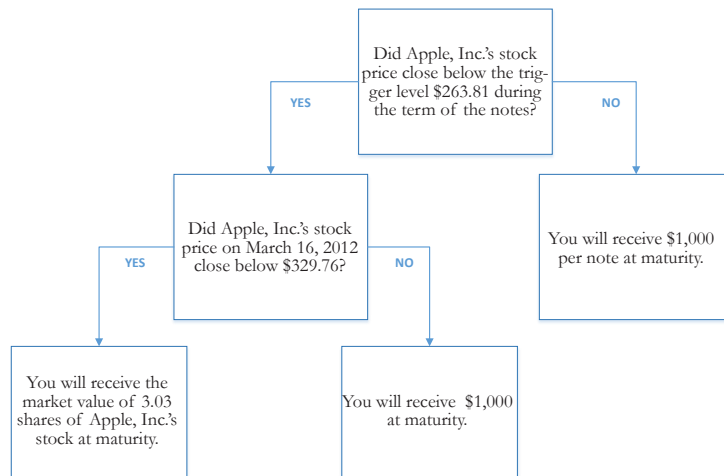 Did Apple, Inc.'s stock
price close below the trig-
ger level $263.81 during
the term of the notes?
YES
NO
Did Apple, Inc.'s stock
price on March 16, 2012
close below $329.76?
You will receive $1,000
per note at maturity.
YES
NO
You will receive the
market value of 3.03
shares of Apple, Inc.'s
stock at maturity.
You will receive $1,000
at maturity.